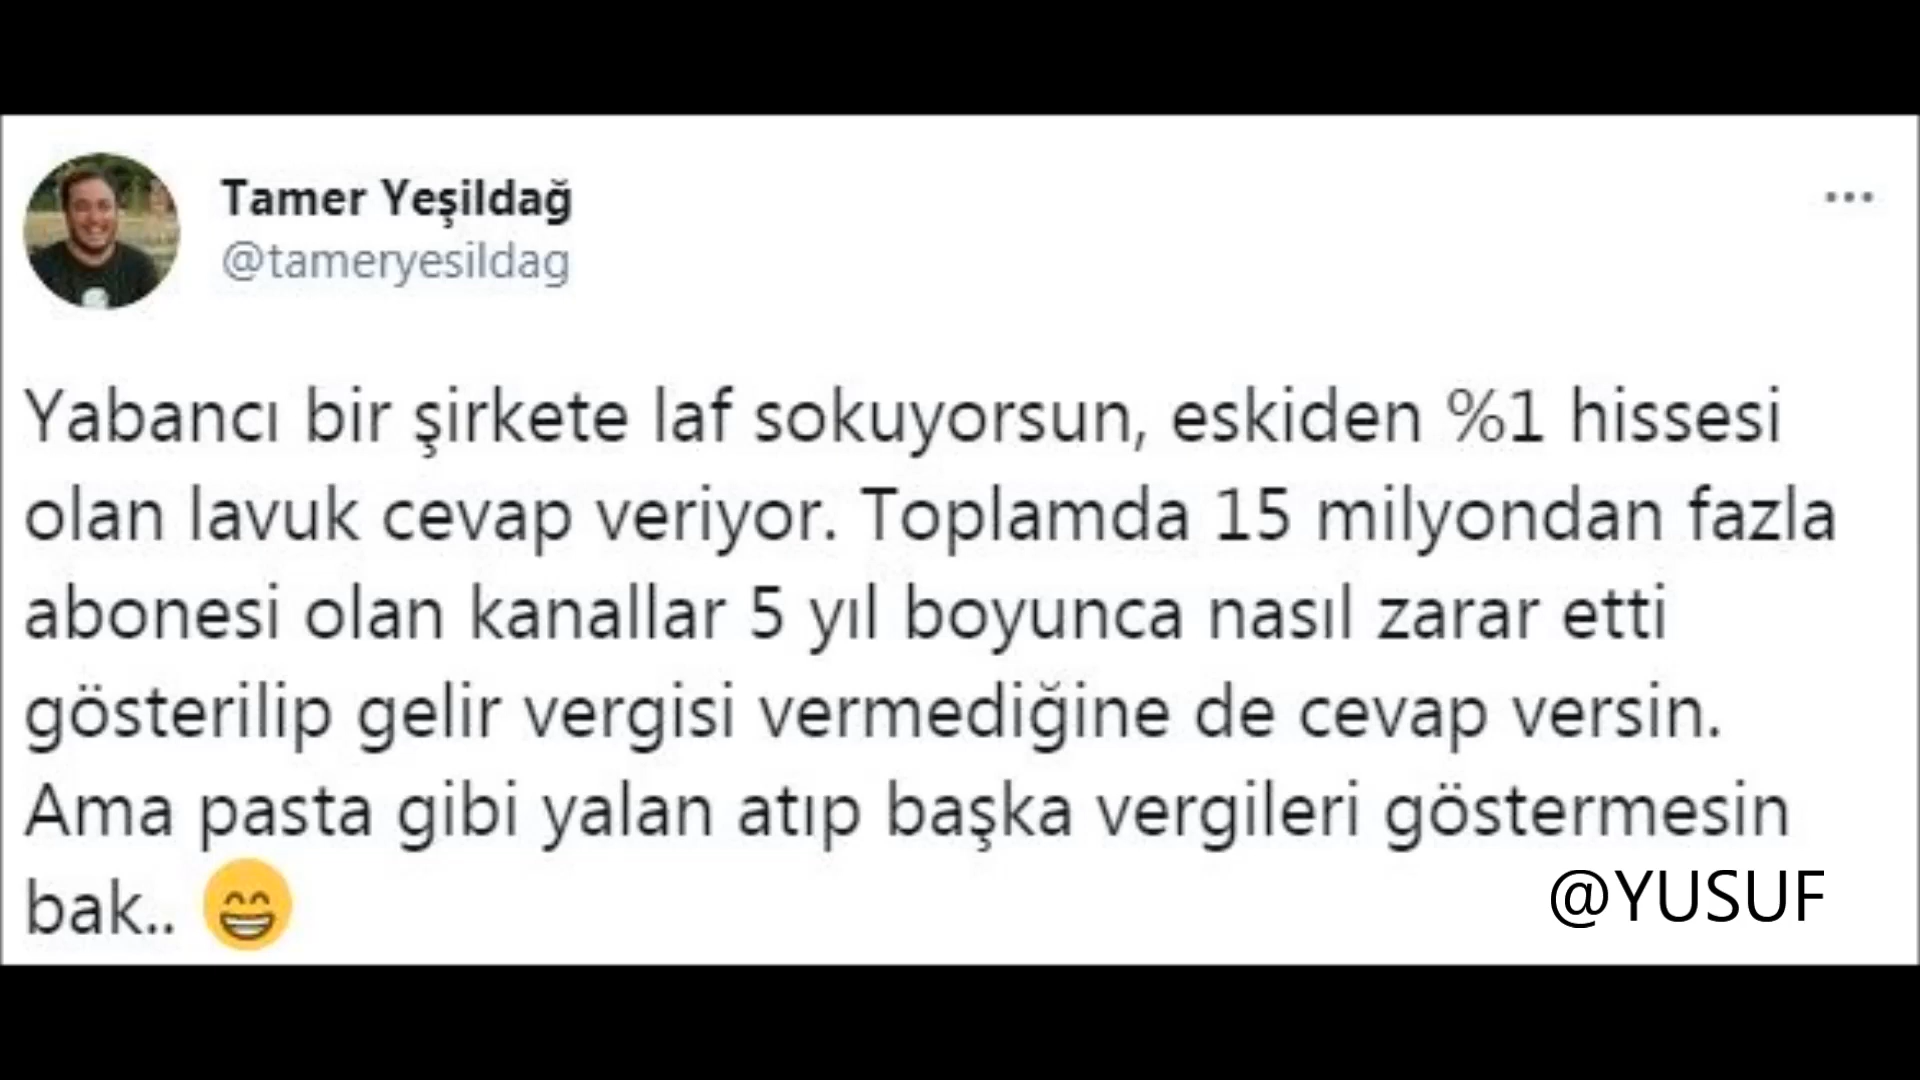 Tamer Yeşildağ
@tameryesildag
Yabancı bir şirkete laf sokuyorsun, eskiden %1 hissesi
olan lavuk cevap veriyor. Toplamda 15 milyondan fazla
abonesi olan kanallar 5 yıl boyunca nasıl zarar etti
gösterilip gelir vergisi vermediğine de cevap versin.
Ama pasta gibi yalan atıp başka vergileri göstermesin
bak.. 😁
@YUSUF